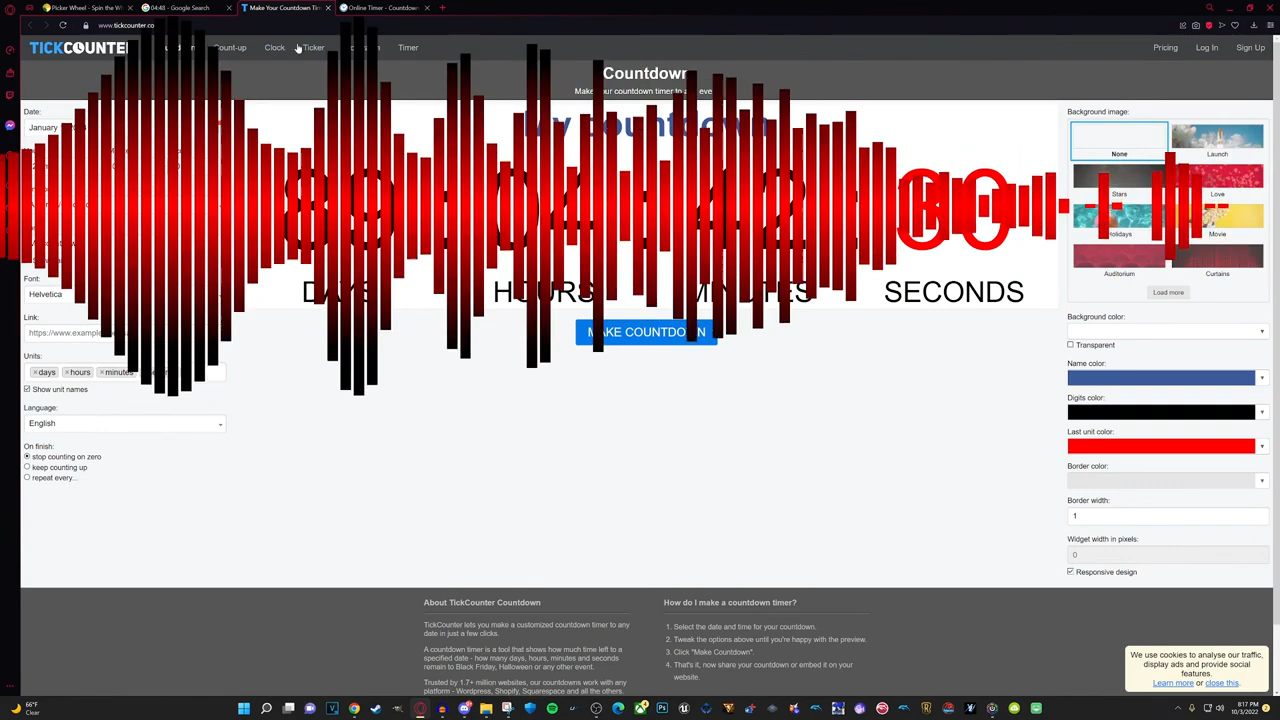 Picker Wheel - Spin the W
04:48 - Google Search
Make Your Countdown Tim
Online Timer - Countdown
www.tickcounter.co
TICKCOUNTER
Count-up
Clock
Ticker
Timer
Pricing
Log In
Sign Up
Countdown
Date:
January
Font:
Helvetica
Link:
https://www.examp
Units:
×days ×hours ×minutes
Show unit names
Language:
English
On finish:
stop counting on zero
keep counting up
repeat every...
DAYS
HOURS
MINUTES
SECONDS
MAKE COUNTDOWN
Background image:
None
Launch
Stars
Love
Holidays
Movie
Auditorium
Curtains
Load more
Background color:
Transparent
Name color:
Digits color:
Last unit color:
Border color:
Border width:
1
Widget width in pixels:
0
Responsive design
About TickCounter Countdown
TickCounter lets you make a customized countdown timer to any
date in just a few clicks.
A countdown timer is a tool that shows how much time left to a
specified date - how many days, hours, minutes and seconds
remain to Black Friday, Halloween or any other event.
Trusted by 1.7+ million websites, our countdowns work with any
platform - Wordpress, Shopify, Squarespace and all the others.
How do I make a countdown timer?
1. Select the date and time for your countdown.
2. Tweak the options above until you're happy with the preview.
3. Click "Make Countdown".
4. That's it, now share your countdown or embed it on your
website.
We use cookies to analyse our traffic,
display ads and provide social
features.
Learn more or close this.
66°F
Clear
8:17 PM
10/3/2022